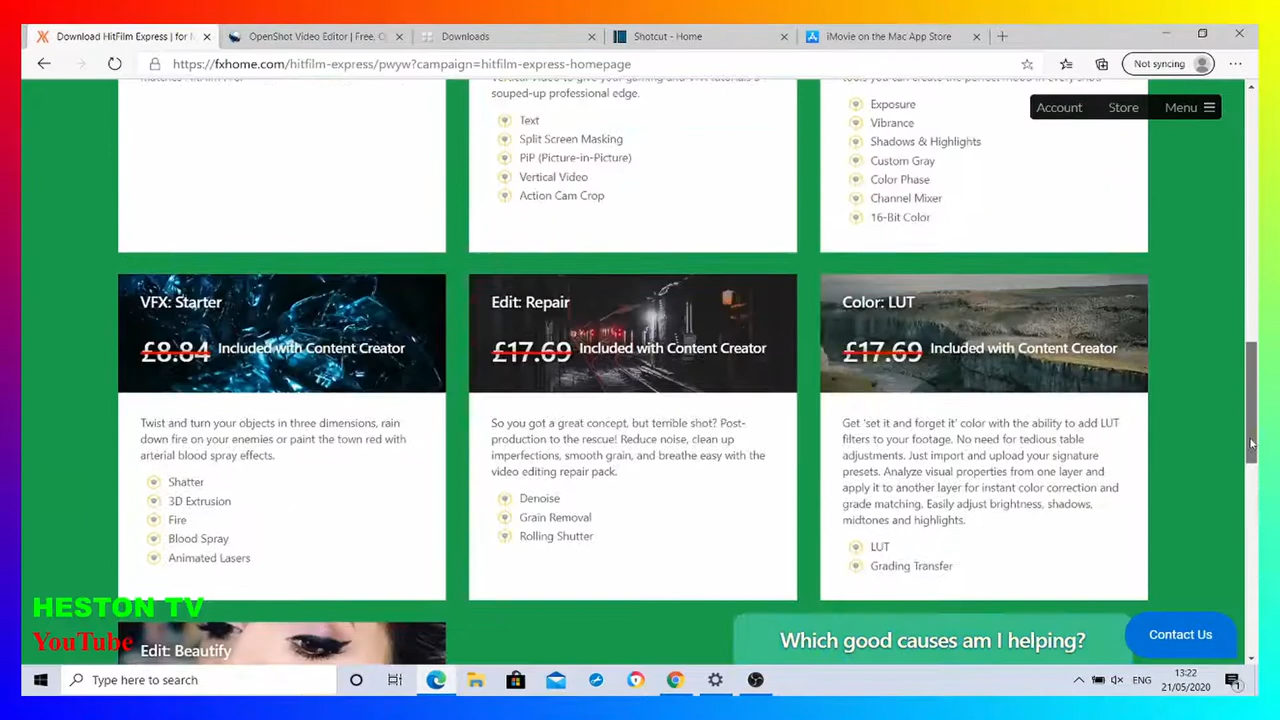 Download HitFilm Express | for
OpenShot Video Editor | Free, O
Downloads
Shotcut - Home
iMovie on the Mac App Store
https://fxhome.com/hitfilm-express/pwyw?campaign=hitfilm-express-homepage
Not syncing
Account
Store
Menu
souped-up professional edge.
Text
Split Screen Masking
PiP (Picture-in-Picture)
Vertical Video
Action Cam Crop
Exposure
Vibrance
Shadows & Highlights
Custom Gray
Color Phase
Channel Mixer
16-Bit Color
VFX: Starter
£8.84 Included with Content Creator
Twist and turn your objects in three dimensions, rain
down fire on your enemies or paint the town red with
arterial blood spray effects.
Shatter
3D Extrusion
Fire
Blood Spray
Animated Lasers
Edit: Repair
£17.69 Included with Content Creator
So you got a great concept, but terrible shot? Post-
production to the rescue! Reduce noise, clean up
imperfections, smooth grain, and breathe easy with the
video editing repair pack.
Denoise
Grain Removal
Rolling Shutter
Color: LUT
£17.69 Included with Content Creator
Get 'set it and forget it' color with the ability to add LUT
filters to your footage. No need for tedious table
adjustments. Just import and upload your signature
presets. Analyze visual properties from one layer and
apply it to another layer for instant color correction and
grade matching. Easily adjust brightness, shadows,
midtones and highlights.
LUT
Grading Transfer
Edit: Beautify
Which good causes am I helping?
Contact Us
HESTON TV
YouTube
Type here to search
ENG
13:22
21/05/2020
1